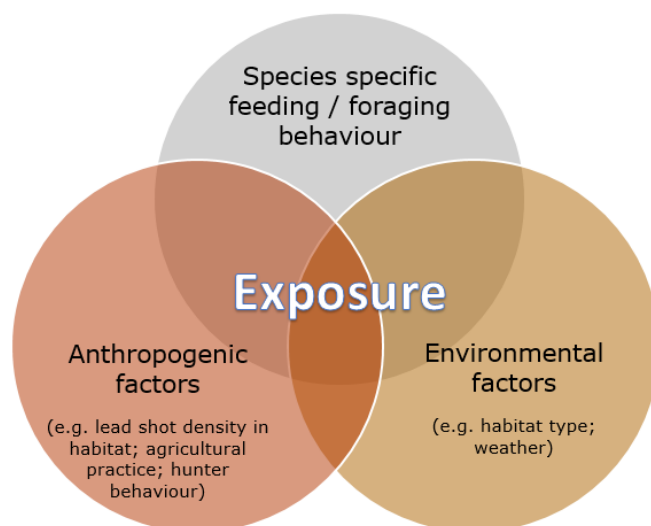 Species specific
feeding / foraging
behaviour
Exposure
Anthropogenic
factors
(e.g. lead shot density in
habitat; agricultural
practice; hunter
behaviour)
Environmental
factors
(e.g. habitat type;
weather)